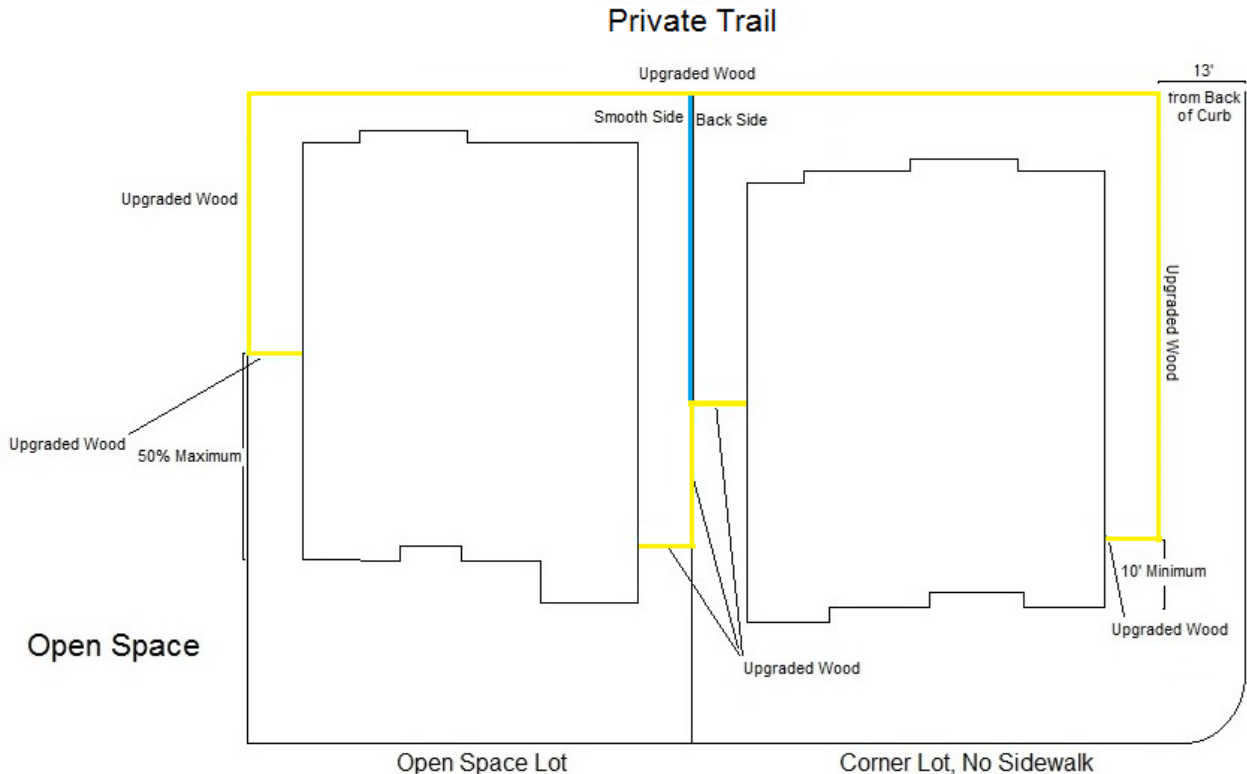 Private Trail
Upgraded Wood
13'
from Back
of Curb
Smooth Side
Back Side
Upgraded Wood
Upgraded Wood
Upgraded Wood
50% Maximum
10' Minimum
Upgraded Wood
Open Space
Upgraded Wood
Open Space Lot
Corner Lot, No Sidewalk